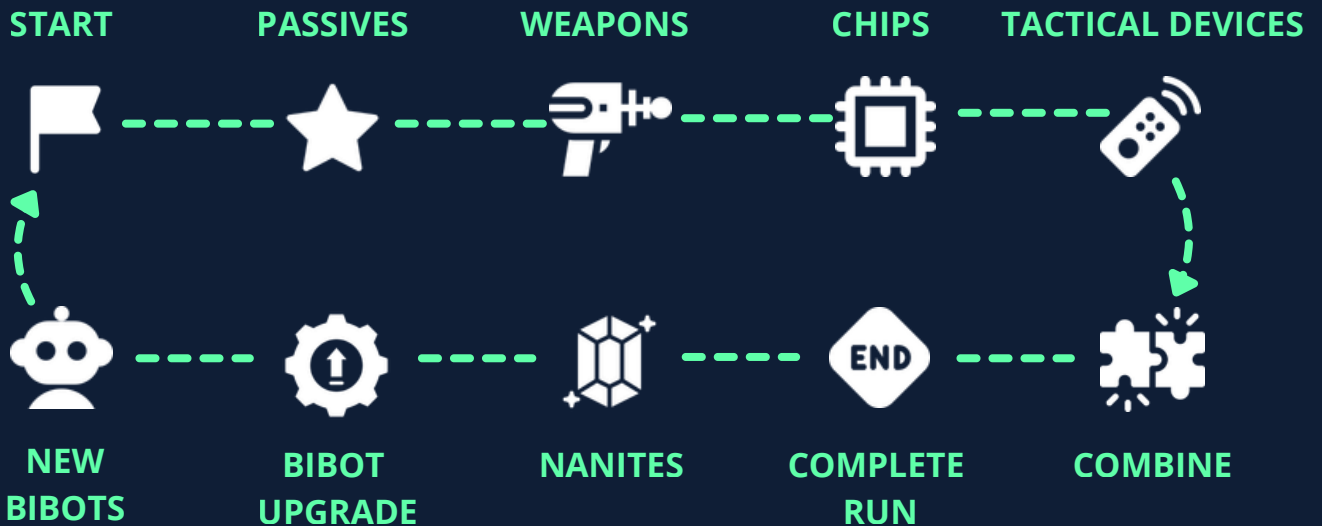 START
PASSIVES
WEAPONS
CHIPS
TACTICAL DEVICES
END
NEW
BIBOTS
BIBOT
UPGRADE
NANITES
COMPLETE
RUN
COMBINE